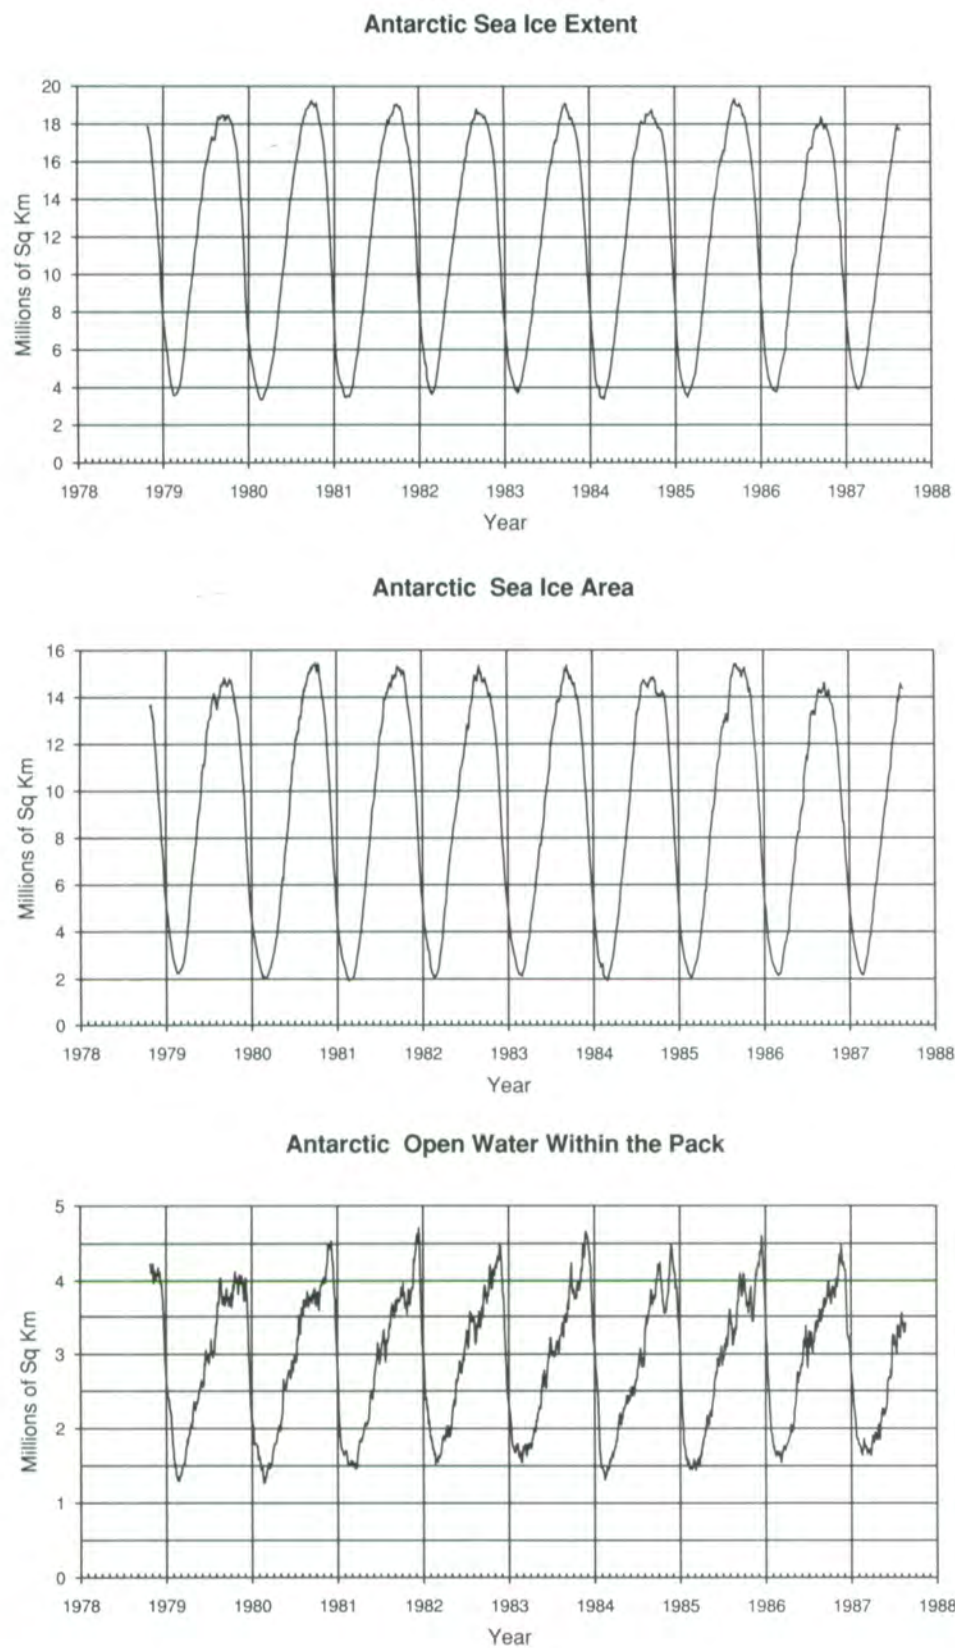 Antarctic Sea Ice Extent
Millions of Sq Km
20
18
16
14
12
10
8
6
4
2
0
1978 1979 1980 1981 1982 1983 1984 1985 1986 1987 1988
Year
Antarctic Sea Ice Area
Millions of Sq Km
16
14
12
10
8
6
4
2
0
1978 1979 1980 1981 1982 1983 1984 1985 1986 1987 1988
Year
Antarctic Open Water Within the Pack
Millions of Sq Km
5
4
3
2
1
0
1978 1979 1980 1981 1982 1983 1984 1985 1986 1987 1988
Year